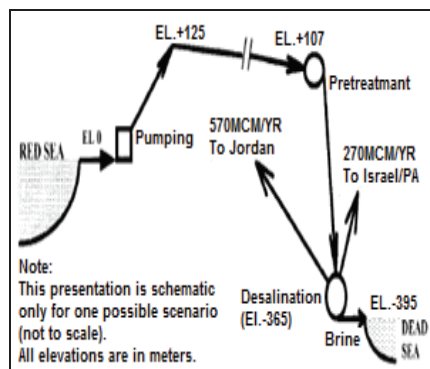 EL.+125
EL.+107
Pretreatmant
570MCM/YR
To Jordan
EL 0
Pumping
RED SEA
270MCM/YR
To Israel/PA
Note:
This presentation is schematic
only for one possible scenario
(not to scale).
All elevations are in meters.
Desalination
(El.-365)
EL.-395
DEAD
SEA
Brine